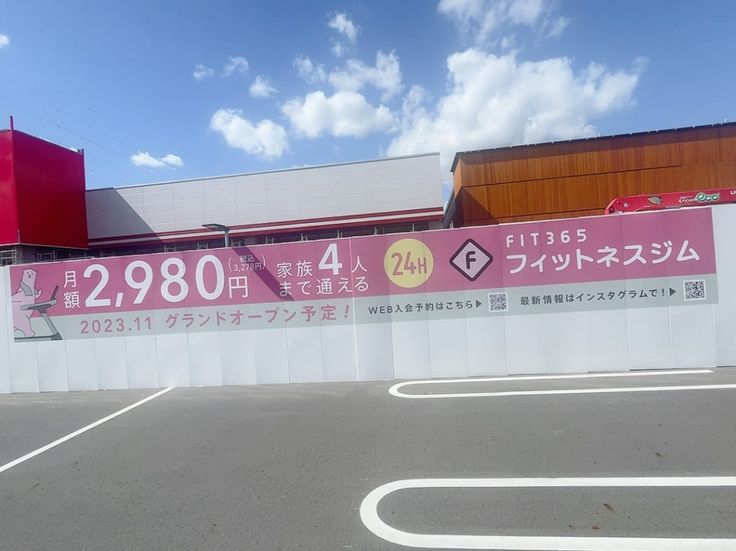 月額2,980円(税込3,278円)
家族4人まで通える
24H
F
FIT365
フィットネスジム
2023.11 グランドオープン予定!
WEB入会予約はこちら▶
最新情報はインスタグラムで!▶
eco